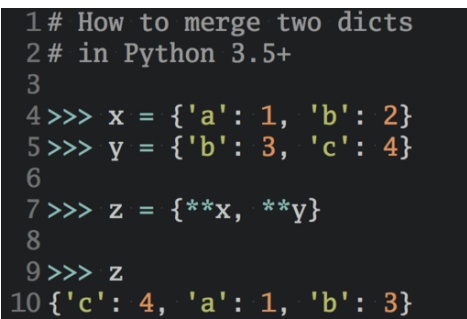 1# How to merge two dicts
2# in Python 3.5+
3
4>>> x = {'a': 1, 'b': 2}
5>>> y = {'b': 3, 'c': 4}
6
7>>> z = {**x, **y}
8
9>>> z
10{'c': 4, 'a': 1, 'b': 3}